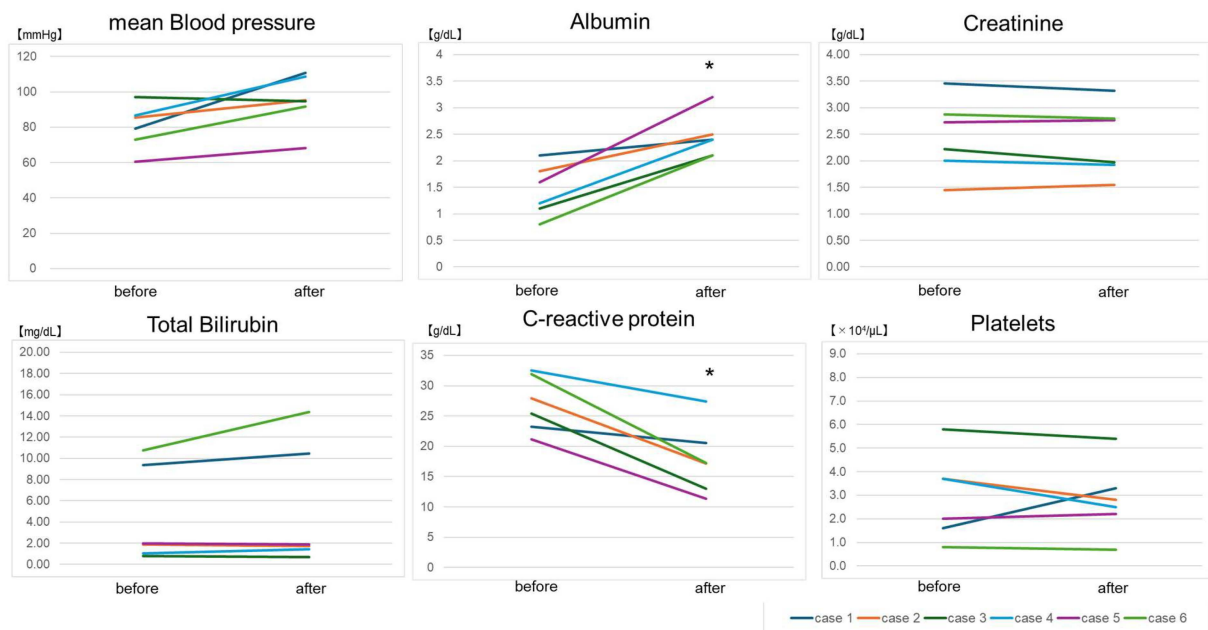 mean Blood pressure
【mmHg】
120
100
80
60
40
20
0
before after
Albumin
【g/dL】
4
3.5
3
2.5
2
1.5
1
0.5
0
*
before after
Creatinine
【g/dL】
4.00
3.50
3.00
2.50
2.00
1.50
1.00
0.50
0.00
before after
Total Bilirubin
【mg/dL】
20.00
18.00
16.00
14.00
12.00
10.00
8.00
6.00
4.00
2.00
0.00
before after
C-reactive protein
【g/dL】
35
30
25
20
15
10
5
0
*
before after
Platelets
【×10⁴/μL】
9.0
8.0
7.0
6.0
5.0
4.0
3.0
2.0
1.0
0.0
before after
case 1 case 2 case 3 case 4 case 5 case 6